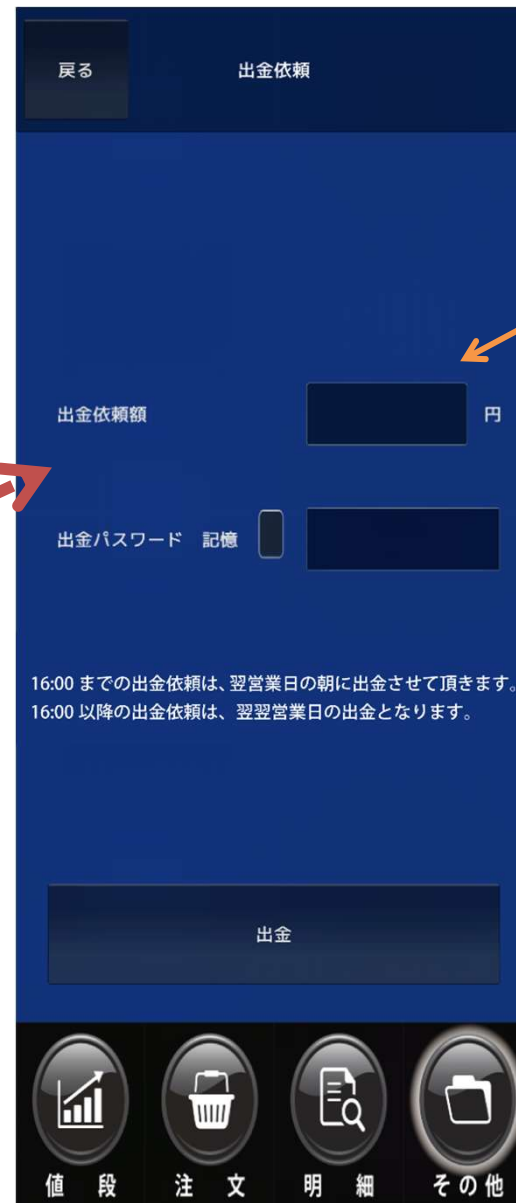 戻る 出金依頼
出金依頼額 円
出金パスワード 記憶
16:00 までの出金依頼は、翌営業日の朝に出金させて頂きます。
16:00 以降の出金依頼は、翌翌営業日の出金となります。
出金
値 段 注 文 明 細 その他